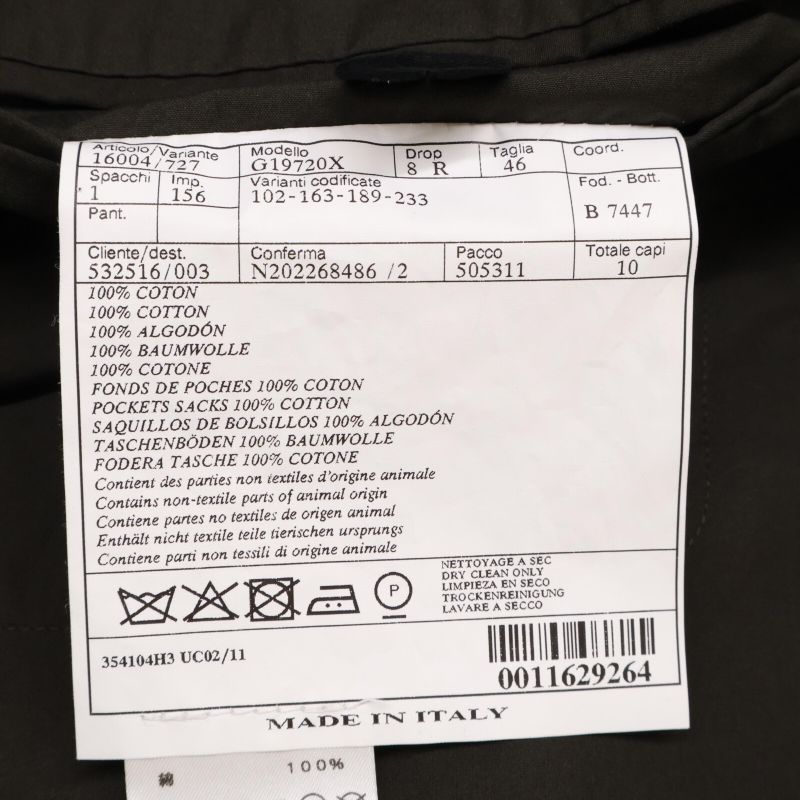 Articolo/Variante Modello Drop Taglia Coord.
16004/727 G19720X 8 R 46
Spacchi Imp. Varianti codificate Fod. - Bott.
1 156 102-163-189-233
Pant. B 7447
Cliente/dest. Conferma Pacco Totale capi
532516/003 N202268486 /2 505311 10
100% COTON
100% COTTON
100% ALGODÓN
100% BAUMWOLLE
100% COTONE
FONDS DE POCHES 100% COTON
POCKETS SACKS 100% COTTON
SAQUILLOS DE BOLSILLOS 100% ALGODÓN
TASCHENBÖDEN 100% BAUMWOLLE
FODERA TASCHE 100% COTONE
Contient des parties non textiles d'origine animale
Contains non-textile parts of animal origin
Contiene partes no textiles de origen animal
Enthält nicht textile teile tierischen ursprungs
Contiene parti non tessili di origine animale
P
NETTOYAGE A SEC
DRY CLEAN ONLY
LIMPIEZA EN SECO
TROCKENREINIGUNG
LAVARE A SECCO
354104H3 UC02/11
0011629264
MADE IN ITALY
綿 100%